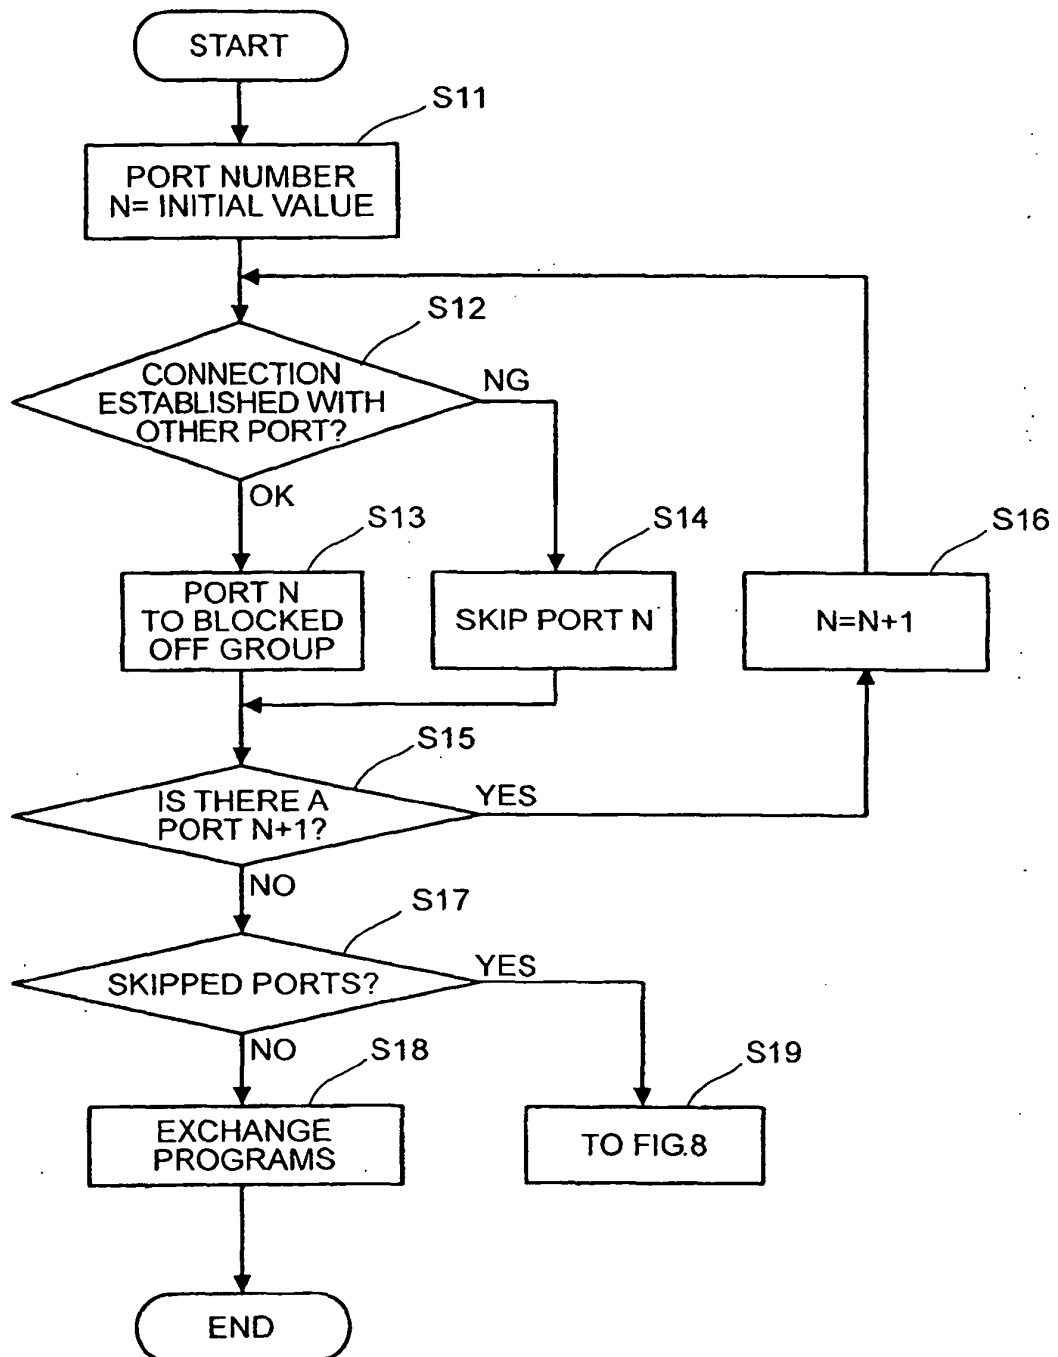 START
S11
PORT NUMBER
N= INITIAL VALUE
S12
CONNECTION
ESTABLISHED WITH
OTHER PORT?
NG
OK
S13
S14
S16
PORT N
TO BLOCKED
OFF GROUP
SKIP PORT N
N=N+1
S15
IS THERE A
PORT N+1?
YES
NO
S17
SKIPPED PORTS?
YES
NO
S18
S19
EXCHANGE
PROGRAMS
TO FIG.8
END